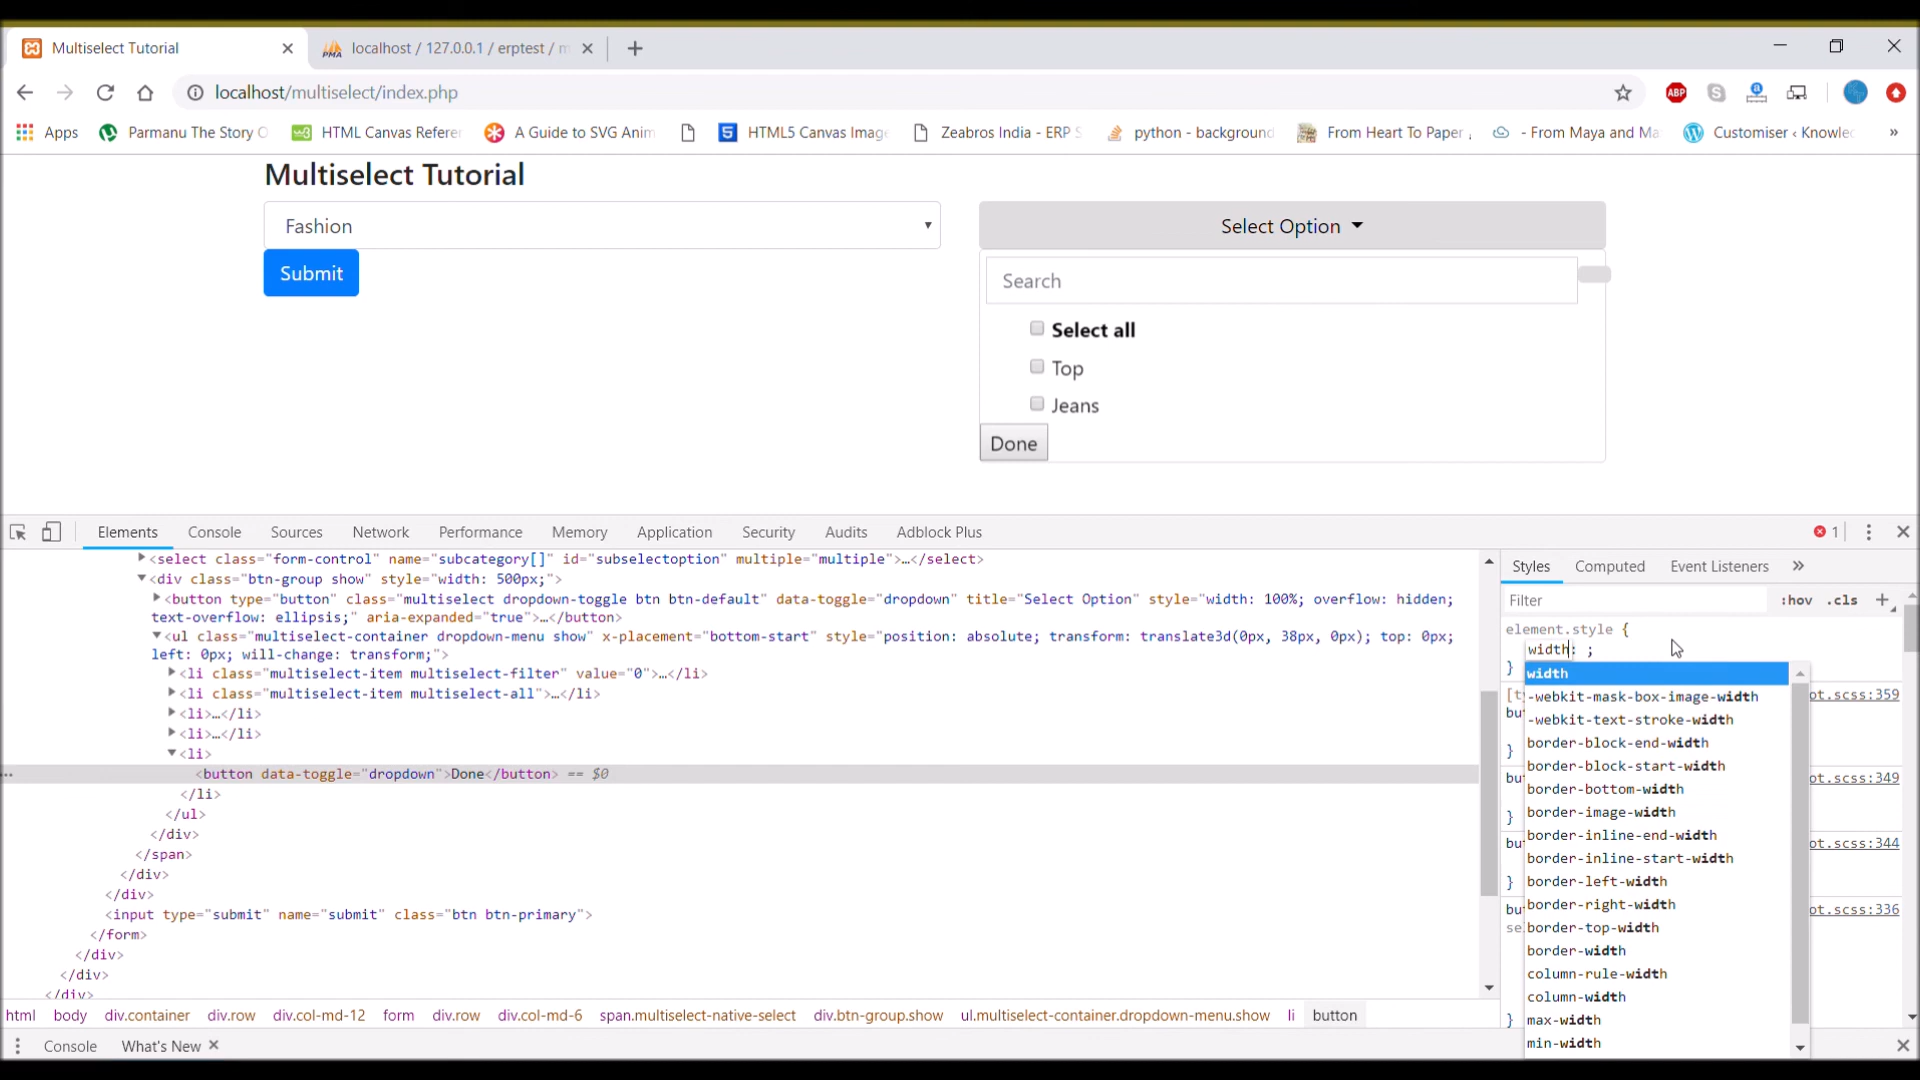 Multiselect Tutorial
localhost / 127.0.0.1 / erptest / m
localhost/multiselect/index.php
ABP
Apps
Parmanu The Story O
HTML Canvas Refere
A Guide to SVG Anim
HTML5 Canvas Imag
Zeabros India - ERP S
python - background
From Heart To Paper ,
- From Maya and Ma
Customiser ‹ Knowle
»
Multiselect Tutorial
Fashion
Select Option
Submit
Search
Select all
Top
Jeans
Done
Elements Console Sources Network Performance Memory Application Security Audits Adblock Plus
1
<select class="form-control" name="subcategory[]" id="subselectoption" multiple="multiple">…</select>
<div class="btn-group show" style="width: 500px;">
<button type="button" class="multiselect dropdown-toggle btn btn-default" data-toggle="dropdown" title="Select Option" style="width: 100%; overflow: hidden;
text-overflow: ellipsis;" aria-expanded="true">…</button>
<ul class="multiselect-container dropdown-menu show" x-placement="bottom-start" style="position: absolute; transform: translate3d(0px, 38px, 0px); top: 0px;
left: 0px; will-change: transform;">
<li class="multiselect-item multiselect-filter" value="0">…</li>
<li class="multiselect-item multiselect-all">…</li>
<li>…</li>
<li>…</li>
<li>
<button data-toggle="dropdown">Done</button> == $0
</li>
</ul>
</div>
</span>
</div>
</div>
<input type="submit" name="submit" class="btn btn-primary">
</form>
</div>
</div>
</div>
Styles Computed Event Listeners »
Filter :hov .cls +
element.style {
width: ;
}
width
-webkit-mask-box-image-width
-webkit-text-stroke-width
border-block-end-width
border-block-start-width
border-bottom-width
border-image-width
border-inline-end-width
border-inline-start-width
border-left-width
border-right-width
border-top-width
border-width
column-rule-width
column-width
max-width
min-width
[ty ot.scss:359
but
}
but ot.scss:349
}
but ot.scss:344
}
but ot.scss:336
sel
}
html body div.container div.row div.col-md-12 form div.row div.col-md-6 span.multiselect-native-select div.btn-group.show ul.multiselect-container.dropdown-menu.show li button
Console What's New